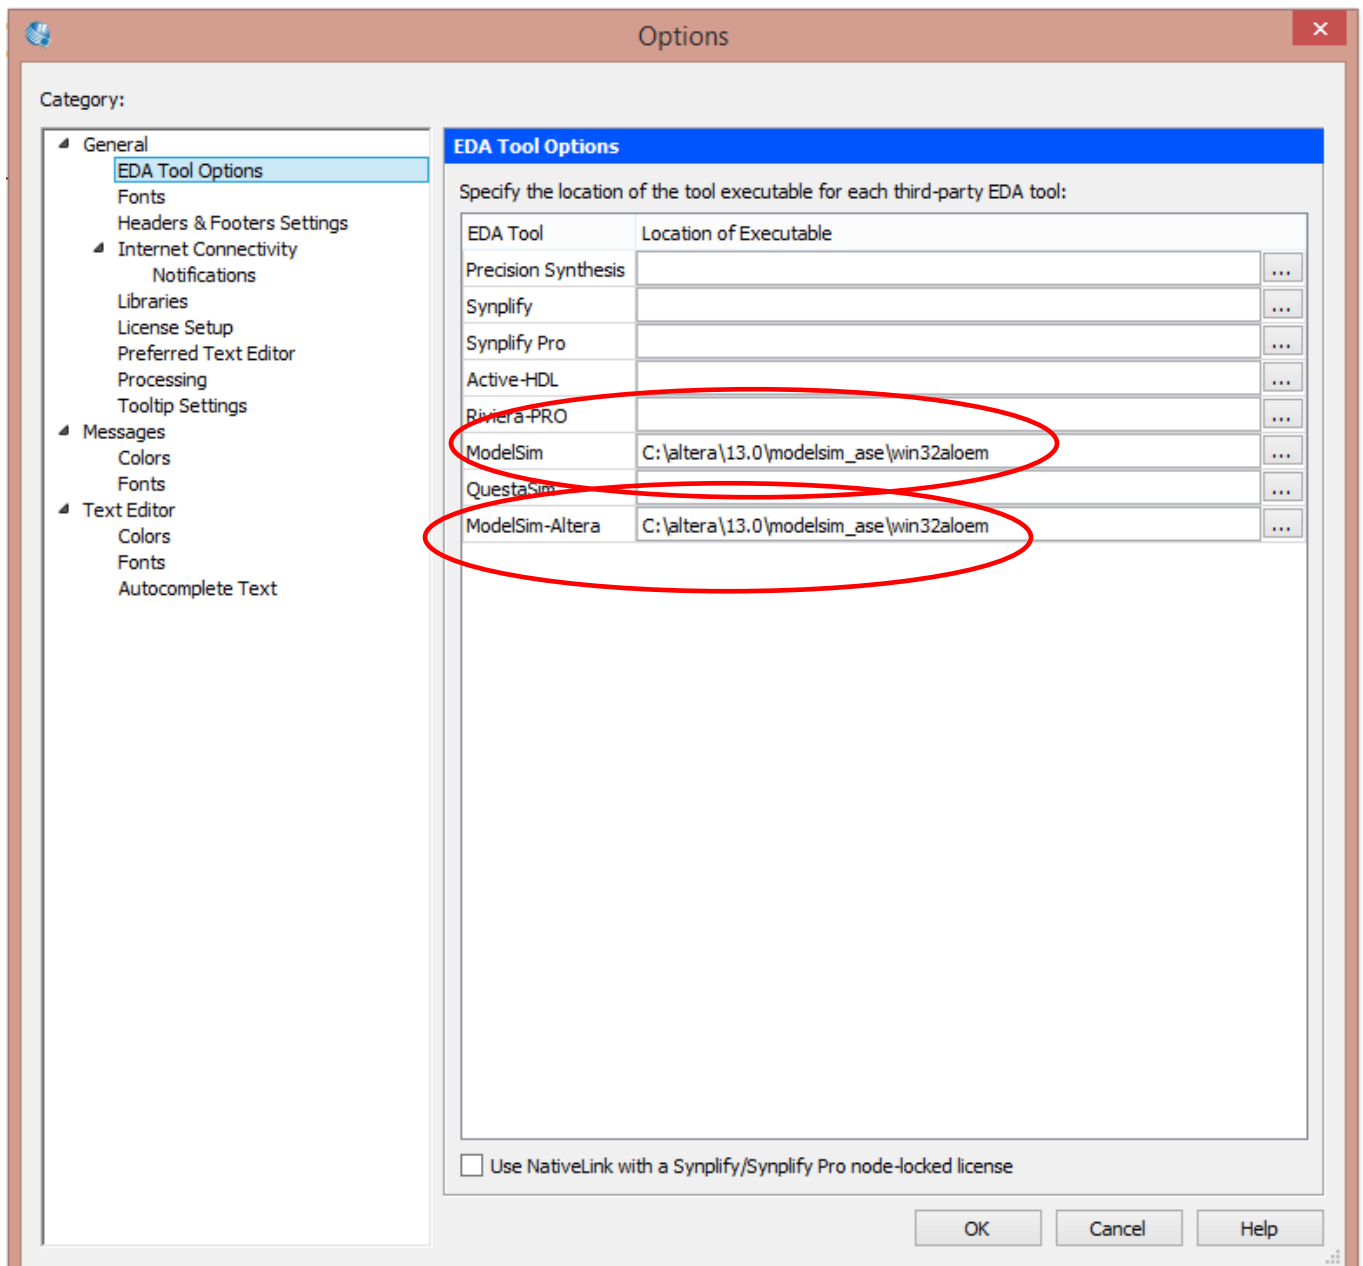 Options
Category:
General
EDA Tool Options
Fonts
Headers & Footers Settings
Internet Connectivity
Notifications
Libraries
License Setup
Preferred Text Editor
Processing
Tooltip Settings
Messages
Colors
Fonts
Text Editor
Colors
Fonts
Autocomplete Text
EDA Tool Options
Specify the location of the tool executable for each third-party EDA tool:
EDA Tool Location of Executable
Precision Synthesis ...
Synplify ...
Synplify Pro ...
Active-HDL ...
Riviera-PRO ...
ModelSim C:\altera\13.0\modelsim_ase\win32aloem ...
QuestaSim ...
ModelSim-Altera C:\altera\13.0\modelsim_ase\win32aloem ...
Use NativeLink with a Synplify/Synplify Pro node-locked license
OK Cancel Help